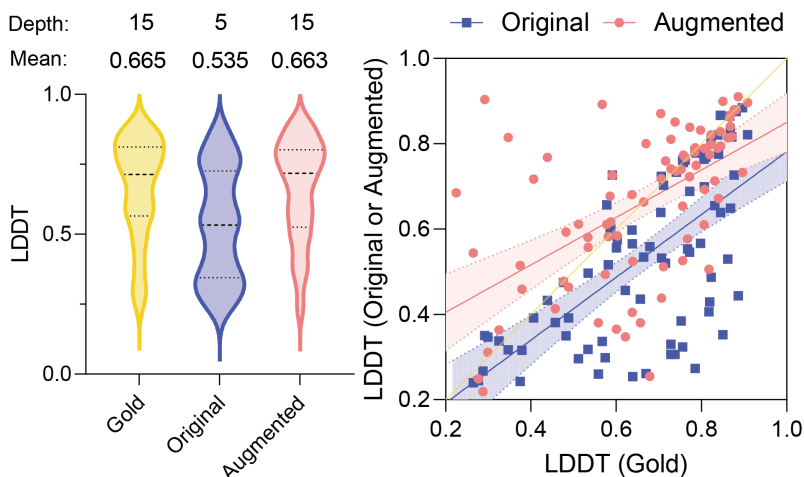 Depth: 15 5 15
Mean: 0.665 0.535 0.663
1.0
0.5
0.0
LDDT
Gold
Original
Augmented
Original Augmented
1.0
0.8
0.6
0.4
0.2
LDDT (Original or Augmented)
0.2 0.4 0.6 0.8 1.0
LDDT (Gold)